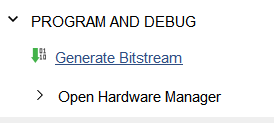 PROGRAM AND DEBUG
Generate Bitstream
Open Hardware Manager